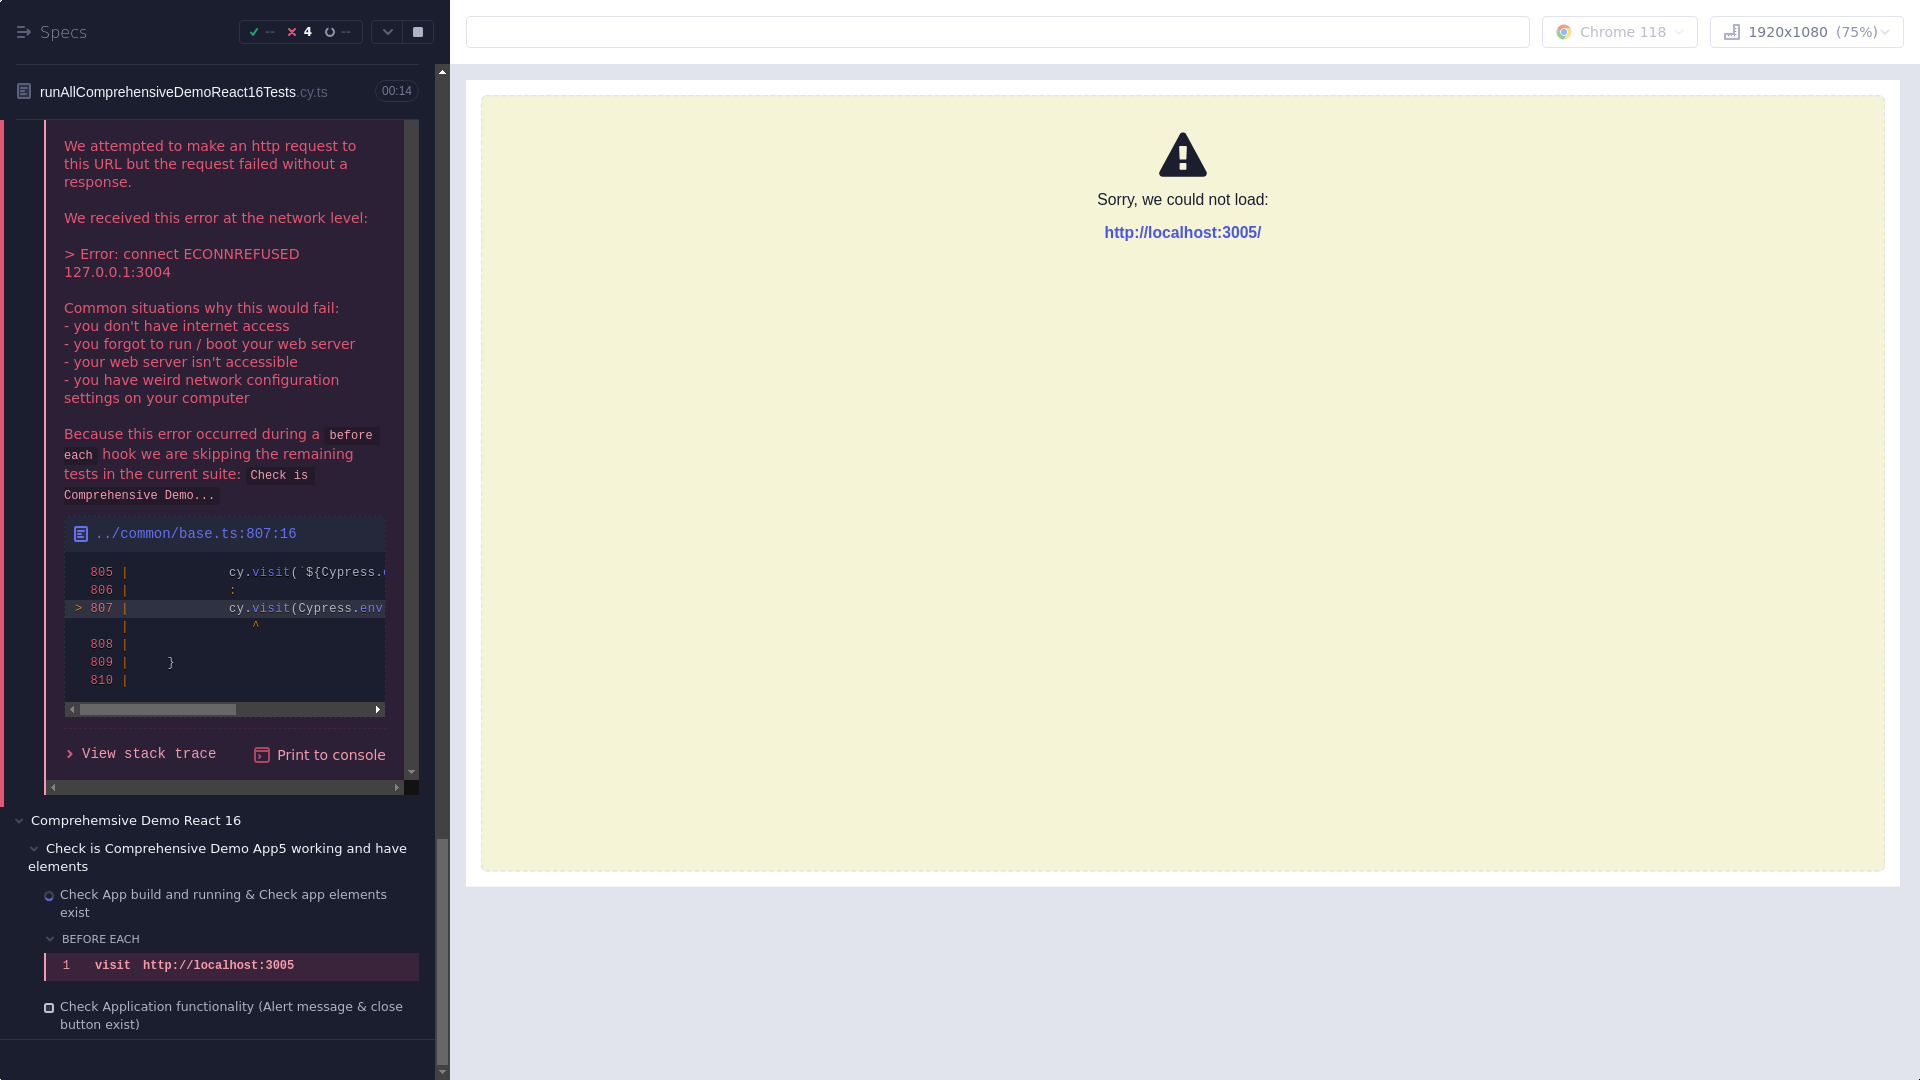 Specs
-- 4 --
runAllComprehensiveDemoReact16Tests.cy.ts 00:14
We attempted to make an http request to
this URL but the request failed without a
response.
We received this error at the network level:
> Error: connect ECONNREFUSED
127.0.0.1:3004
Common situations why this would fail:
- you don't have internet access
- you forgot to run / boot your web server
- your web server isn't accessible
- you have weird network configuration
settings on your computer
Because this error occurred during a before
each hook we are skipping the remaining
tests in the current suite: Check is
Comprehensive Demo...
../common/base.ts:807:16
805 | cy.visit(`${Cypress.
806 | :
> 807 | cy.visit(Cypress.env
| ^
808 |
809 | }
810 |
View stack trace Print to console
Comprehemsive Demo React 16
Check is Comprehensive Demo App5 working and have
elements
Check App build and running & Check app elements
exist
BEFORE EACH
1 visit http://localhost:3005
Check Application functionality (Alert message & close
button exist)
Chrome 118
1920x1080 (75%)
Sorry, we could not load:
http://localhost:3005/